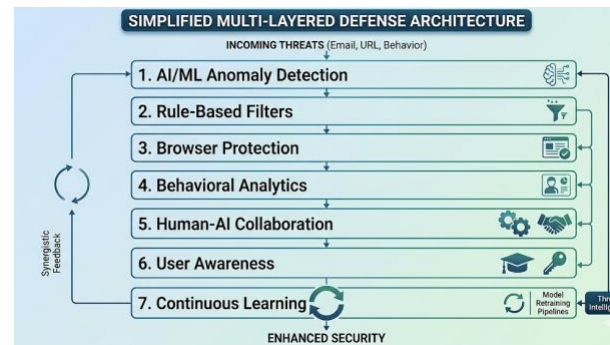 SIMPLIFIED MULTI-LAYERED DEFENSE ARCHITECTURE
INCOMING THREATS (Email, URL, Behavior)
1. AI/ML Anomaly Detection
2. Rule-Based Filters
3. Browser Protection
4. Behavioral Analytics
5. Human-AI Collaboration
6. User Awareness
Synergistic
Feedback
7. Continuous Learning
Model
Retraining
Pipelines
ENHANCED SECURITY